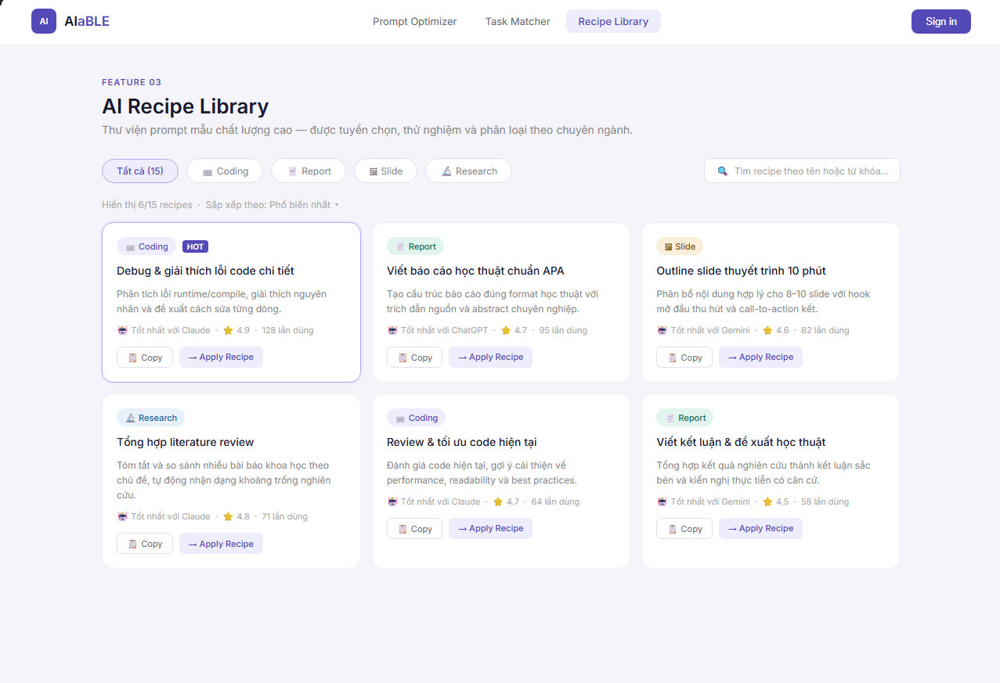 AI AIaBLE Prompt Optimizer Task Matcher Recipe Library Sign in
FEATURE 03
AI Recipe Library
Thư viện prompt mẫu chất lượng cao — được tuyển chọn, thử nghiệm và phân loại theo chuyên ngành.
Tất cả (15) Coding Report Slide Research Tìm recipe theo tên hoặc từ khóa...
Hiển thị 6/15 recipes · Sắp xếp theo: Phổ biến nhất
Coding HOT
Debug & giải thích lỗi code chi tiết
Phân tích lỗi runtime/compile, giải thích nguyên
nhân và đề xuất cách sửa từng dòng.
Tốt nhất với Claude · 4.9 · 128 lần dùng
Copy → Apply Recipe
Report
Viết báo cáo học thuật chuẩn APA
Tạo cấu trúc báo cáo đúng format học thuật với
trích dẫn nguồn và abstract chuyên nghiệp.
Tốt nhất với ChatGPT · 4.7 · 95 lần dùng
Copy → Apply Recipe
Slide
Outline slide thuyết trình 10 phút
Phân bổ nội dung hợp lý cho 8–10 slide với hook
mở đầu thu hút và call-to-action kết.
Tốt nhất với Gemini · 4.6 · 82 lần dùng
Copy → Apply Recipe
Research
Tổng hợp literature review
Tóm tắt và so sánh nhiều bài báo khoa học theo
chủ đề, tự động nhận dạng khoảng trống nghiên
cứu.
Tốt nhất với Claude · 4.8 · 71 lần dùng
Copy → Apply Recipe
Coding
Review & tối ưu code hiện tại
Đánh giá code hiện tại, gợi ý cải thiện về
performance, readability và best practices.
Tốt nhất với Claude · 4.7 · 64 lần dùng
Copy → Apply Recipe
Report
Viết kết luận & đề xuất học thuật
Tổng hợp kết quả nghiên cứu thành kết luận sắc
bén và kiến nghị thực tiễn có căn cứ.
Tốt nhất với Gemini · 4.5 · 58 lần dùng
Copy → Apply Recipe